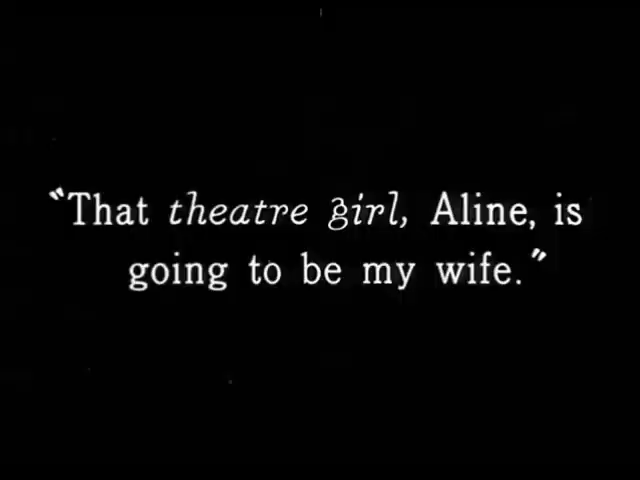 "That theatre girl, Aline, is
going to be my wife."